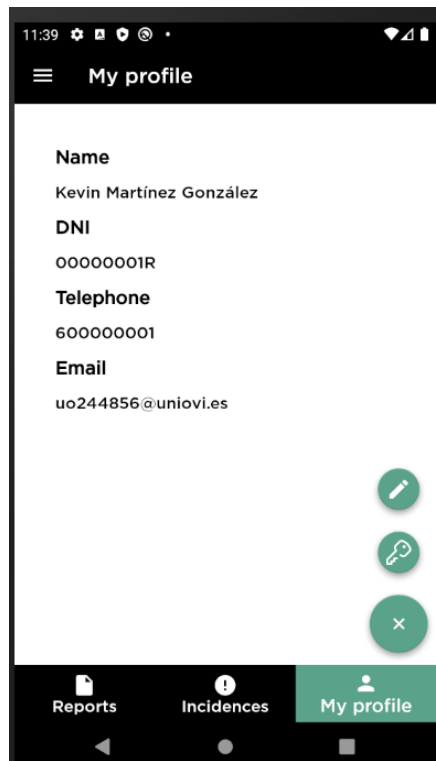 11:39
My profile
Name
Kevin Martínez González
DNI
00000001R
Telephone
600000001
Email
uo244856@uniovi.es
Reports Incidences My profile